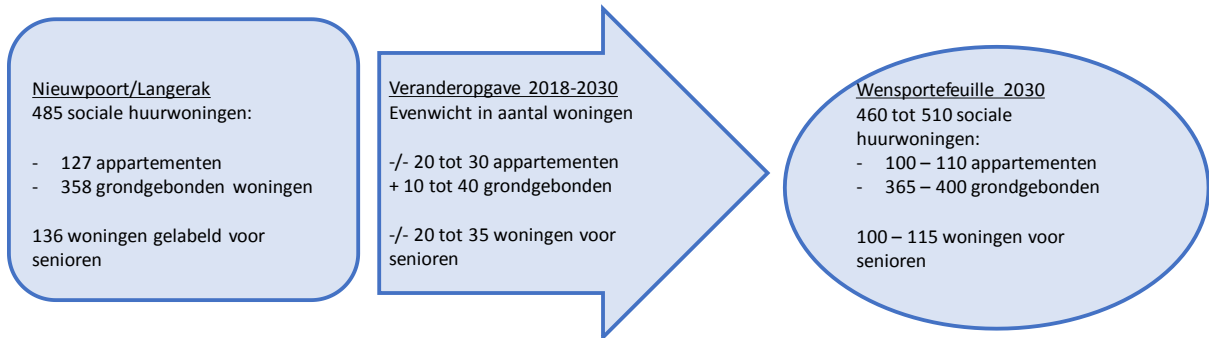 Nieuwpoort/Langerak
485 sociale huurwoningen:
- 127 appartementen
- 358 grondgebonden woningen
136 woningen gelabeld voor
senioren
Veranderopgave 2018-2030
Evenwicht in aantal woningen
-/- 20 tot 30 appartementen
+ 10 tot 40 grondgebonden
-/- 20 tot 35 woningen voor
senioren
Wensportefeuille 2030
460 tot 510 sociale
huurwoningen:
- 100 – 110 appartementen
- 365 – 400 grondgebonden
100 – 115 woningen voor
senioren